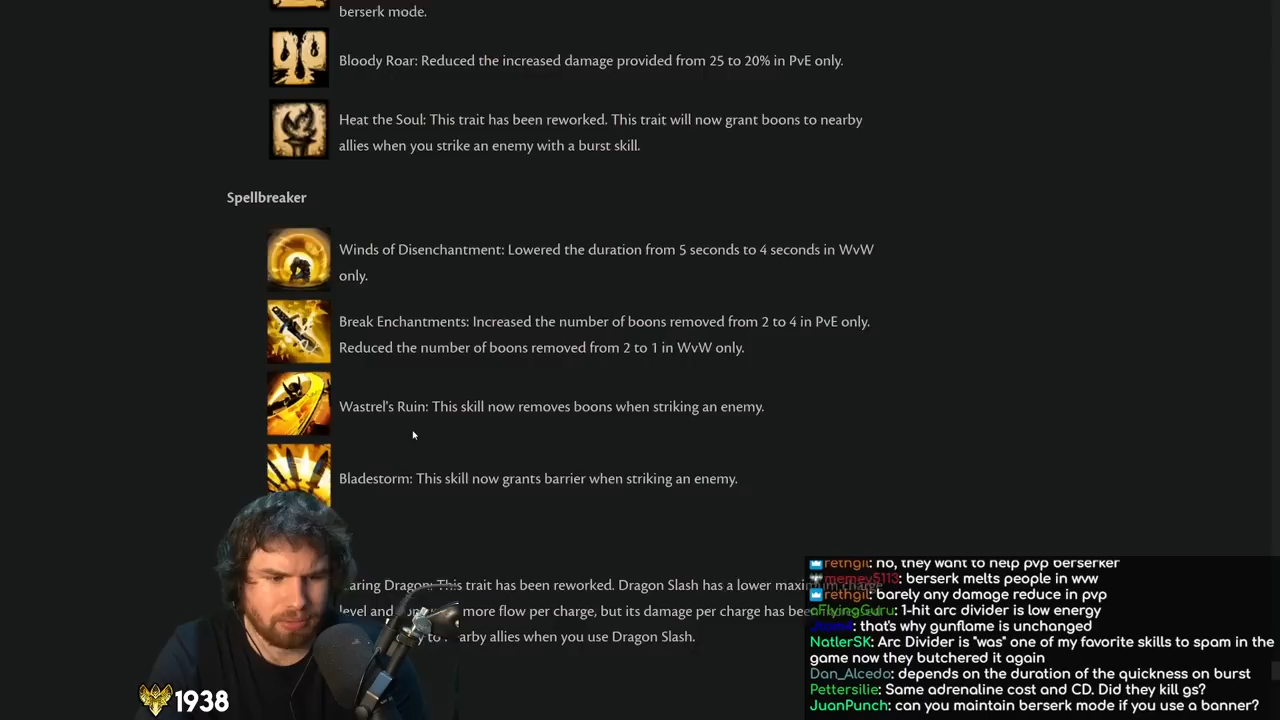 berserk mode.
Bloody Roar: Reduced the increased damage provided from 25 to 20% in PvE only.
Heat the Soul: This trait has been reworked. This trait will now grant boons to nearby
allies when you strike an enemy with a burst skill.
Spellbreaker
Winds of Disenchantment: Lowered the duration from 5 seconds to 4 seconds in WvW
only.
Break Enchantments: Increased the number of boons removed from 2 to 4 in PvE only.
Reduced the number of boons removed from 2 to 1 in WvW only.
Wastrel's Ruin: This skill now removes boons when striking an enemy.
Bladestorm: This skill now grants barrier when striking an enemy.
aring Dragon: This trait has been reworked. Dragon Slash has a lower maximum charge
level and more flow per charge, but its damage per charge has been
to nearby allies when you use Dragon Slash.
rethgil: no, they want to help pvp berserker
memey5113: berserk melts people in wvw
rethgil: barely any damage reduce in pvp
nFlyingGuru: 1-hit arc divider is low energy
that's why gunflame is unchanged
NatlerSK: Arc Divider is "was" one of my favorite skills to spam in the
game now they butchered it again
Dan_Alcedo: depends on the duration of the quickness on burst
Pettersilie: Same adrenaline cost and CD. Did they kill gs?
JuanPunch: can you maintain berserk mode if you use a banner?
1938